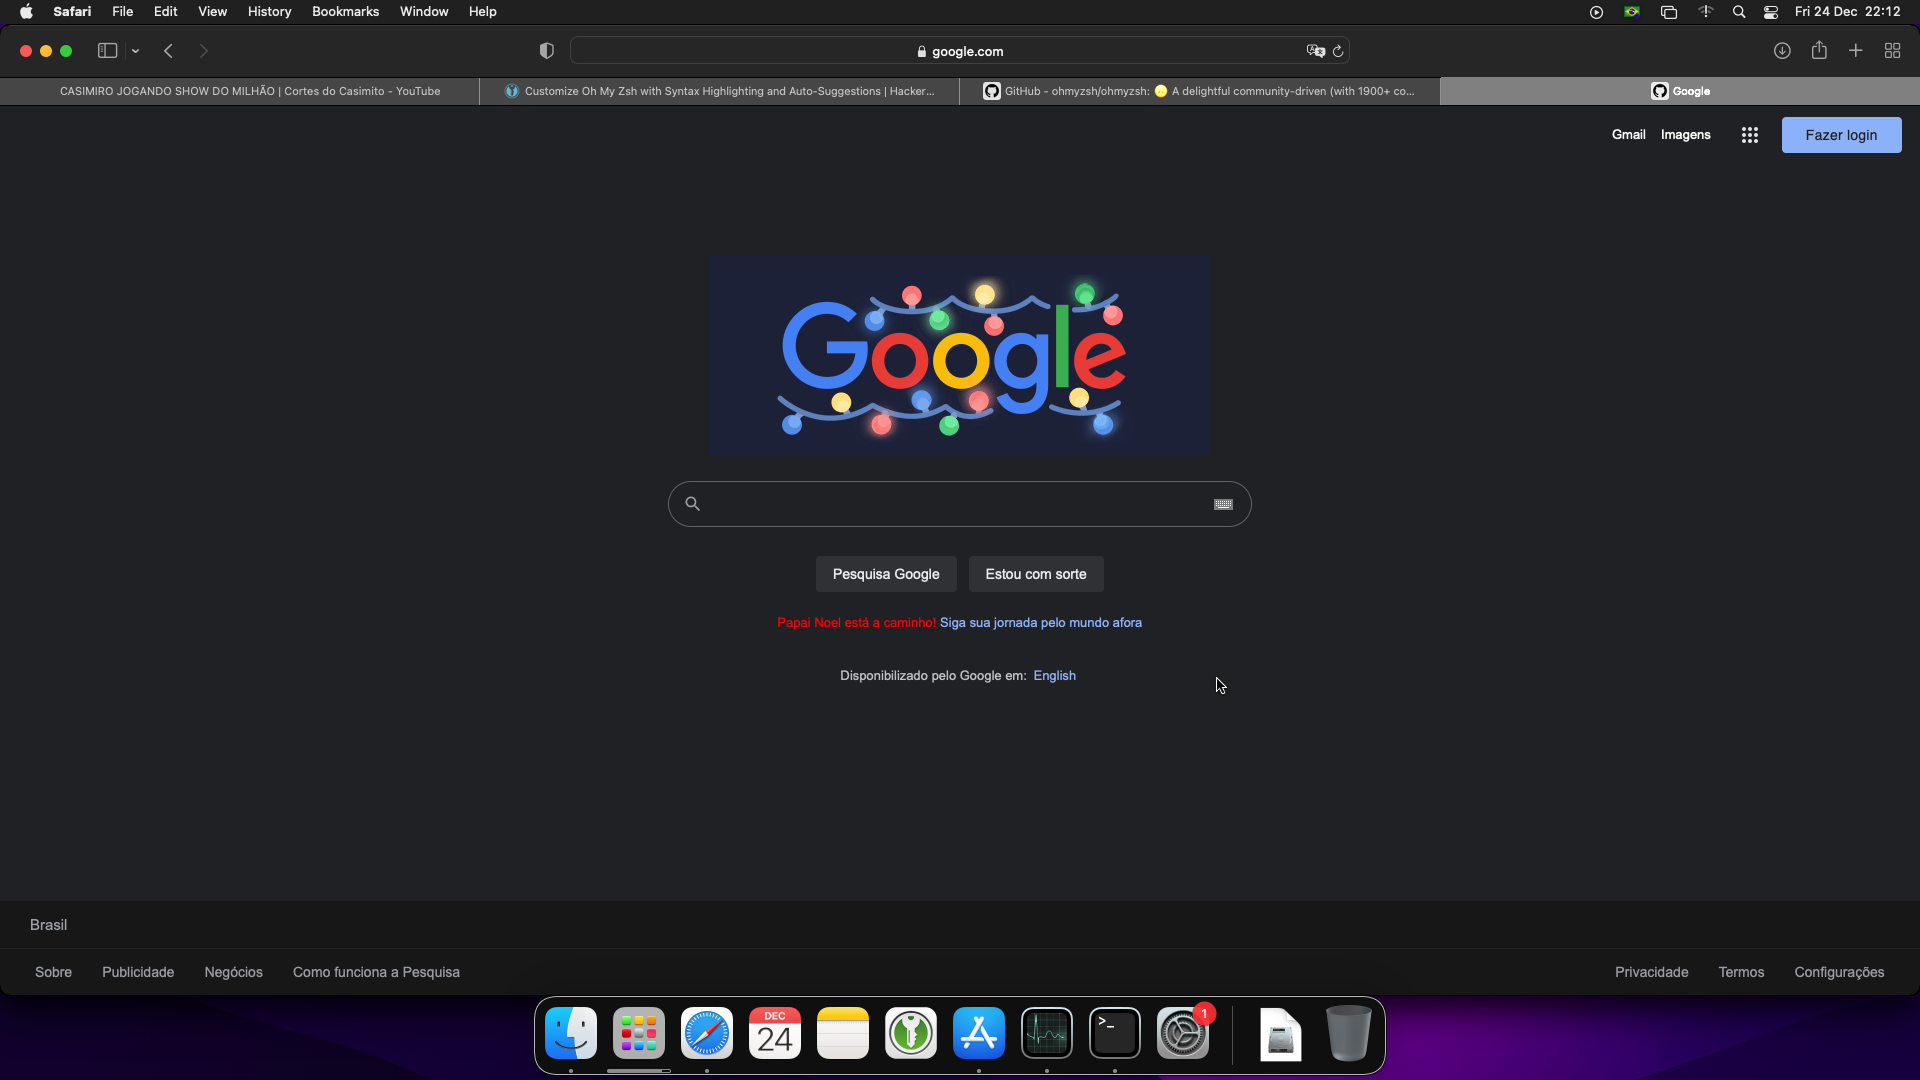 Safari File Edit View History Bookmarks Window Help Fri 24 Dec 22:12
google.com
CASIMIRO JOGANDO SHOW DO MILHÃO | Cortes do Casimito - YouTube
Customize Oh My Zsh with Syntax Highlighting and Auto-Suggestions | Hacker...
GitHub - ohmyzsh/ohmyzsh: 🙃 A delightful community-driven (with 1900+ co...
Google
Gmail Imagens Fazer login
Google
Pesquisa Google Estou com sorte
Papai Noel está a caminho! Siga sua jornada pelo mundo afora
Disponibilizado pelo Google em: English
Brasil
Sobre Publicidade Negócios Como funciona a Pesquisa Privacidade Termos Configurações
DEC
24
>_
1